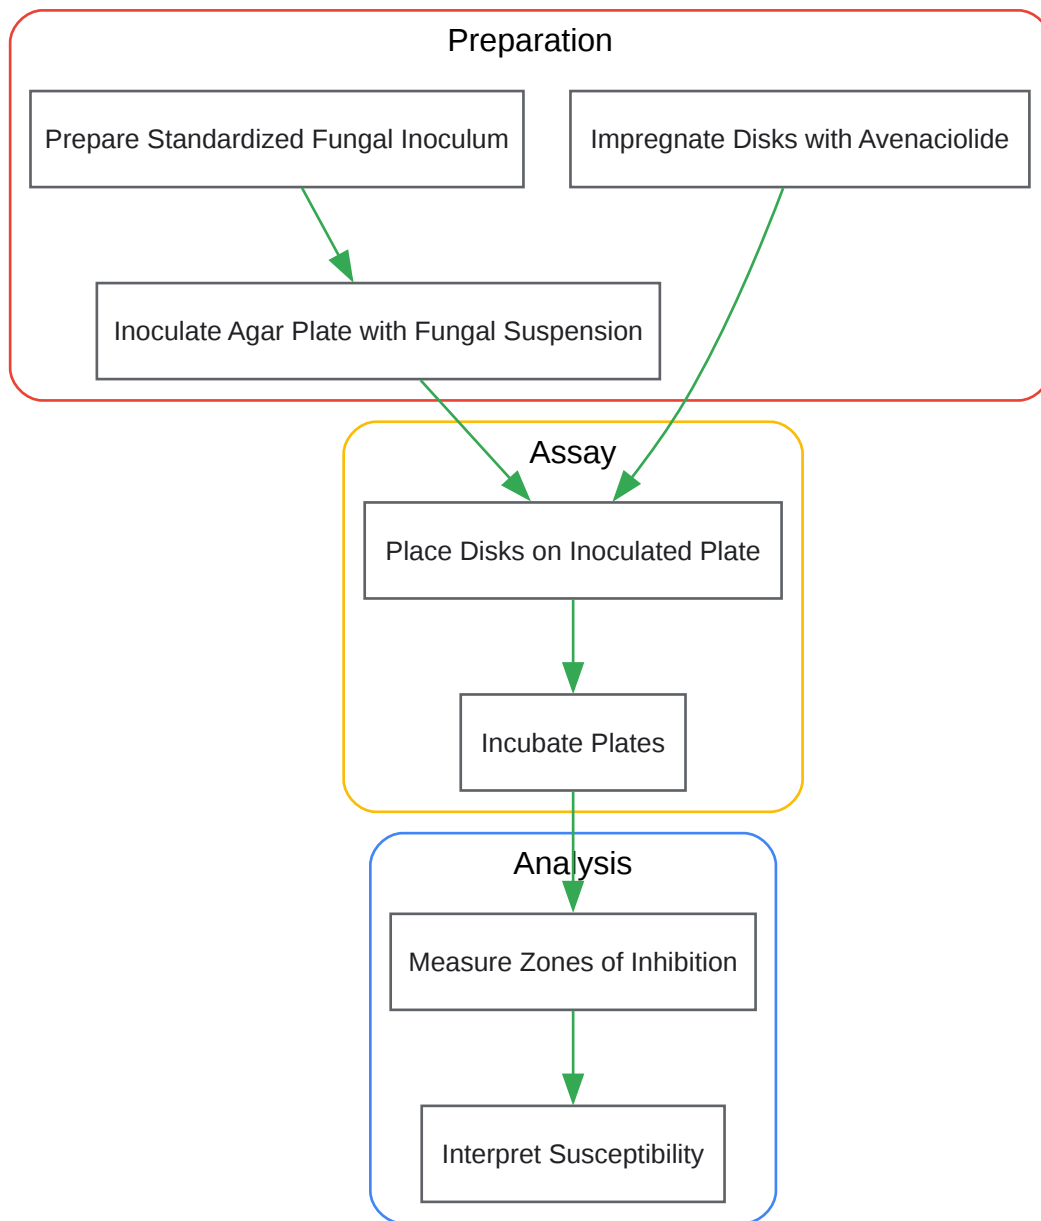 Preparation
Prepare Standardized Fungal Inoculum
Impregnate Disks with Avenaciolide
Inoculate Agar Plate with Fungal Suspension
Assay
Place Disks on Inoculated Plate
Incubate Plates
Analysis
Measure Zones of Inhibition
Interpret Susceptibility